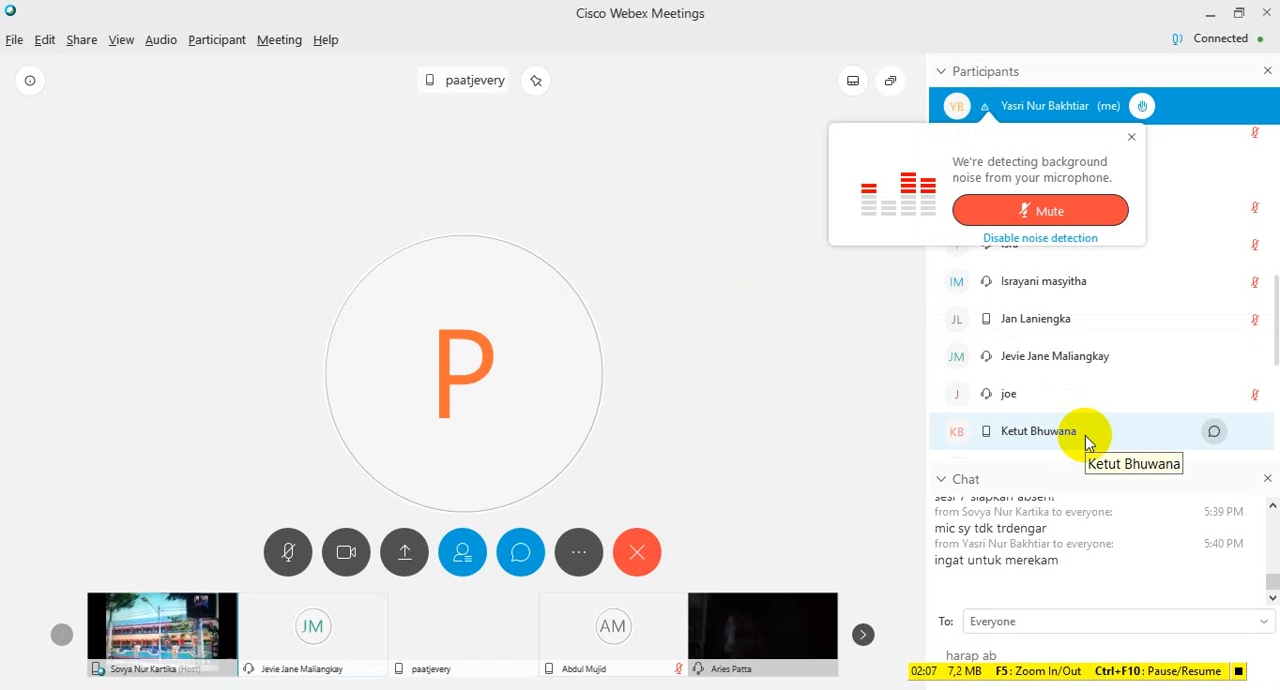 Cisco Webex Meetings
File Edit Share View Audio Participant Meeting Help
Connected
paatjevery
Participants
YB Yasri Nur Bakhtiar (me)
We're detecting background
noise from your microphone.
Mute
Disable noise detection
IM Israyani masyitha
JL Jan Laniengka
JM Jevie Jane Maliangkay
J joe
KB Ketut Bhuwana
Ketut Bhuwana
P
Chat
sesi 7 siapkan absen!
from Sovya Nur Kartika to everyone: 5:39 PM
mic sy tdk trdengar
from Yasri Nur Bakhtiar to everyone: 5:40 PM
ingat untuk merekam
To: Everyone
harap ab
JM
AM
Sovya Nur Kartika (Host)
Jevie Jane Maliangkay
paatjevery
Abdul Mujid
Aries Patta
02:07 7,2 MB F5: Zoom In/Out Ctrl+F10: Pause/Resume